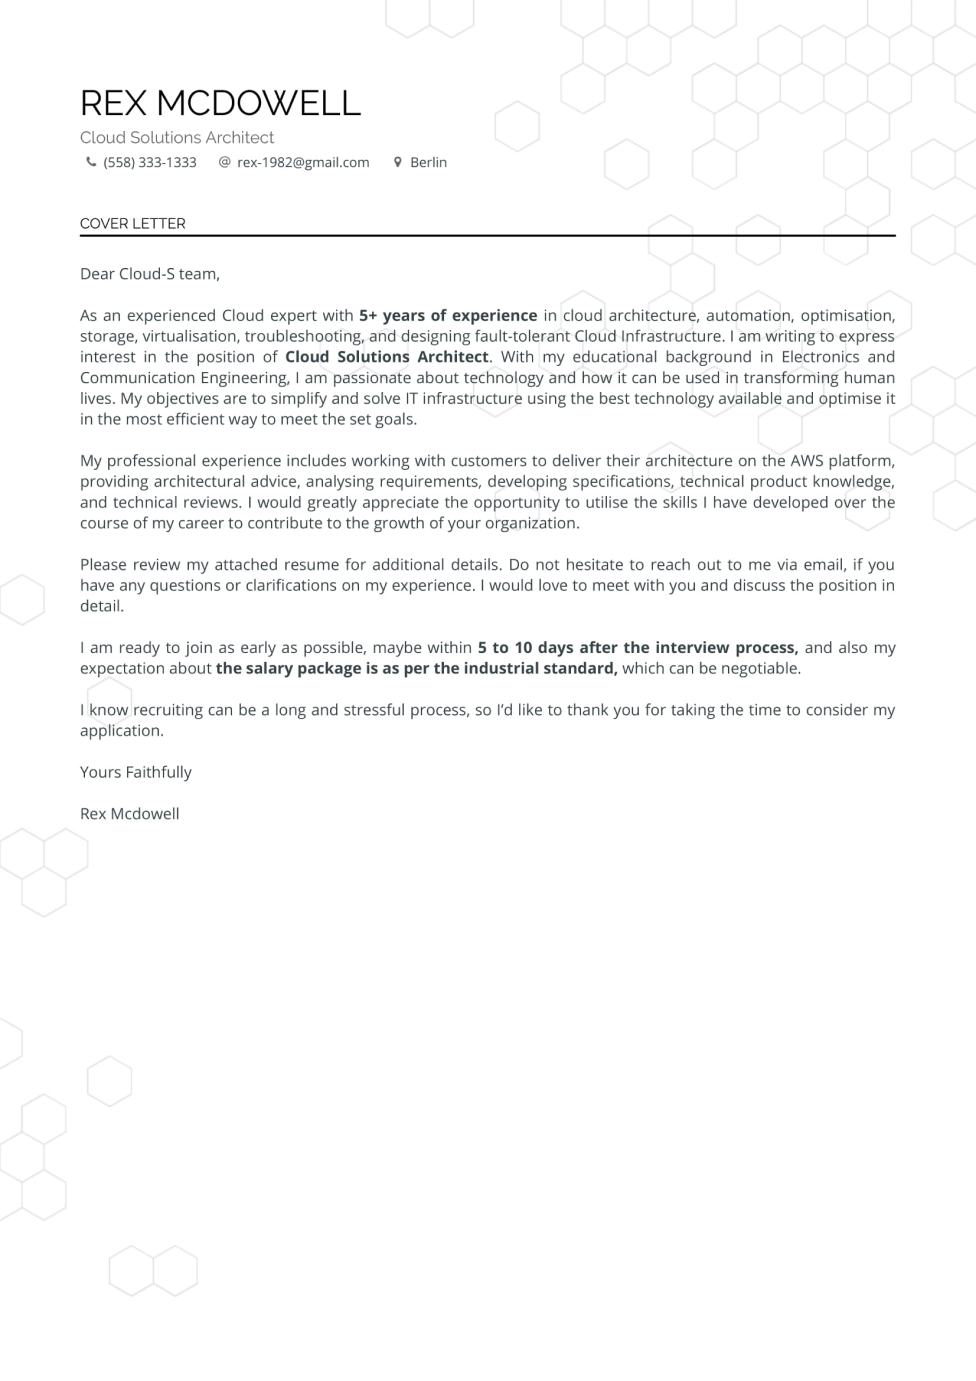 REX MCDOWELL
Cloud Solutions Architect
(558) 333-1333 @ rex-1982@gmail.com Berlin
COVER LETTER
Dear Cloud-S team,
As an experienced Cloud expert with 5+ years of experience in cloud architecture, automation, optimisation,
storage, virtualisation, troubleshooting, and designing fault-tolerant Cloud Infrastructure. I am writing to express
interest in the position of Cloud Solutions Architect. With my educational background in Electronics and
Communication Engineering, I am passionate about technology and how it can be used in transforming human
lives. My objectives are to simplify and solve IT infrastructure using the best technology available and optimise it
in the most efficient way to meet the set goals.
My professional experience includes working with customers to deliver their architecture on the AWS platform,
providing architectural advice, analysing requirements, developing specifications, technical product knowledge,
and technical reviews. I would greatly appreciate the opportunity to utilise the skills I have developed over the
course of my career to contribute to the growth of your organization.
Please review my attached resume for additional details. Do not hesitate to reach out to me via email, if you
have any questions or clarifications on my experience. I would love to meet with you and discuss the position in
detail.
I am ready to join as early as possible, maybe within 5 to 10 days after the interview process, and also my
expectation about the salary package is as per the industrial standard, which can be negotiable.
I know recruiting can be a long and stressful process, so I’d like to thank you for taking the time to consider my
application.
Yours Faithfully
Rex Mcdowell